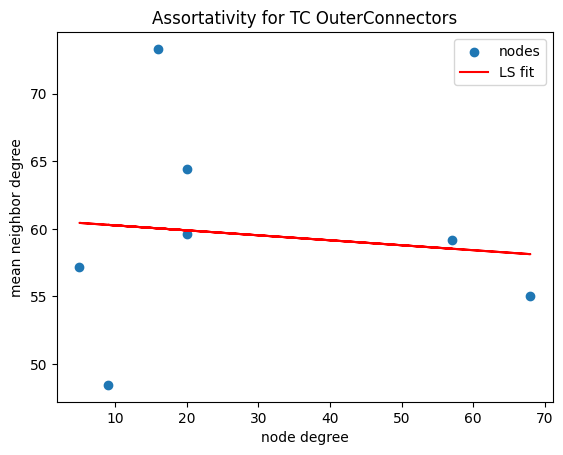 Assortativity for TC OuterConnectors
nodes
LS fit
mean neighbor degree
70
65
60
55
50
10 20 30 40 50 60 70
node degree